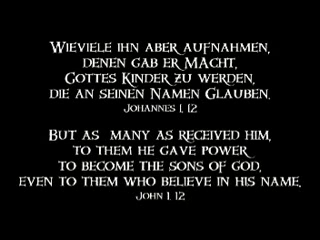 Wieviele ihn aber aufnahmen,
denen gab er MAcht,
Gottes Kinder zu werden,
die an seinen Namen Glauben.
Johannes 1, 12
But as many as received him,
to them he gave power
to become the sons of god,
even to them who believe in his name.
John 1, 12